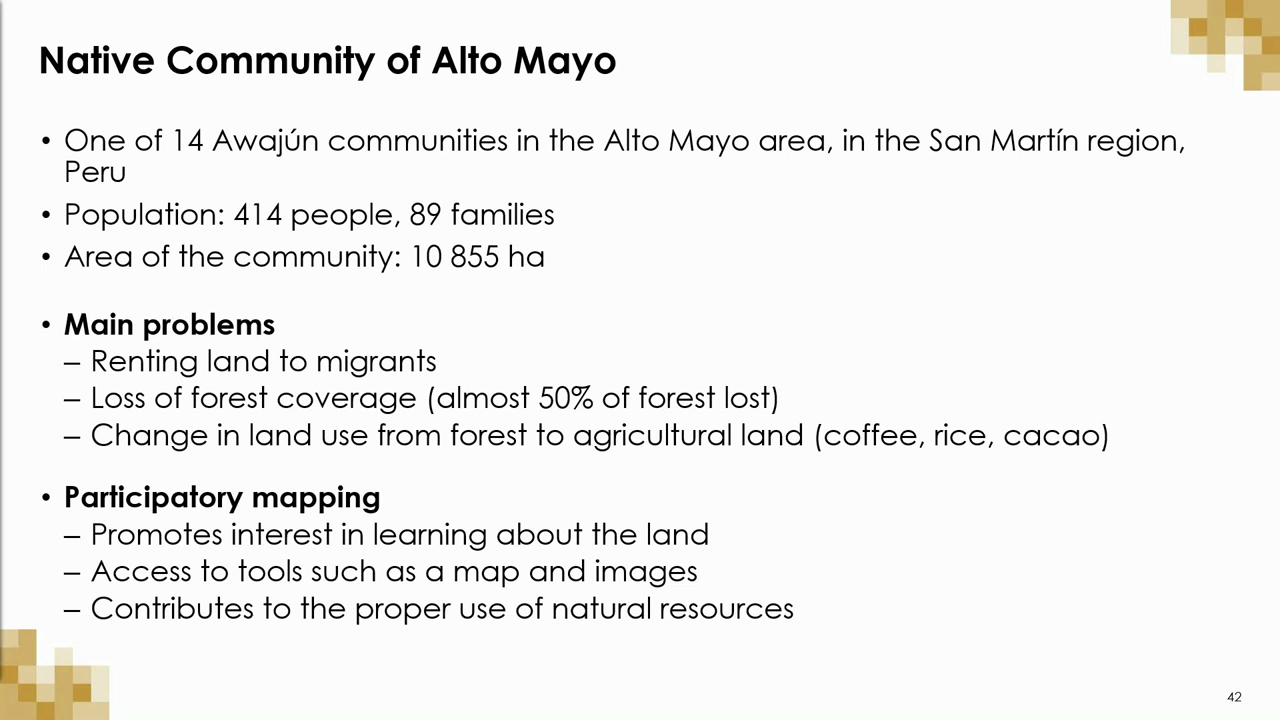 Native Community of Alto Mayo
• One of 14 Awajún communities in the Alto Mayo area, in the San Martín region,
Peru
• Population: 414 people, 89 families
• Area of the community: 10 855 ha
• Main problems
– Renting land to migrants
– Loss of forest coverage (almost 50% of forest lost)
– Change in land use from forest to agricultural land (coffee, rice, cacao)
• Participatory mapping
– Promotes interest in learning about the land
– Access to tools such as a map and images
– Contributes to the proper use of natural resources
42